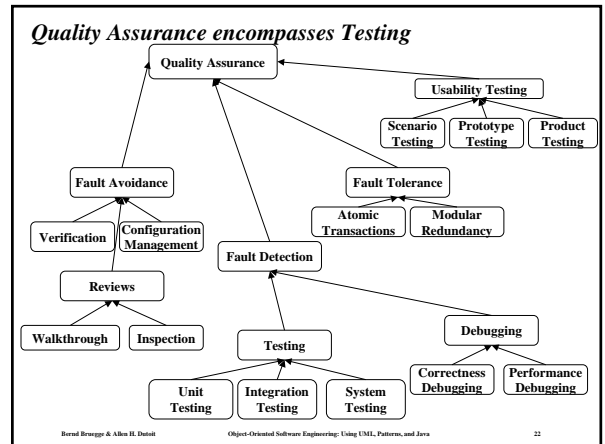 Quality Assurance encompasses Testing
Quality Assurance
Usability Testing
Scenario
Testing
Prototype
Testing
Product
Testing
Fault Avoidance
Fault Tolerance
Atomic
Transactions
Modular
Redundancy
Verification
Configuration
Management
Fault Detection
Reviews
Walkthrough
Inspection
Testing
Debugging
Unit
Testing
Integration
Testing
System
Testing
Correctness
Debugging
Performance
Debugging
Bernd Bruegge & Allen H. Dutoit
Object-Oriented Software Engineering: Using UML, Patterns, and Java
22